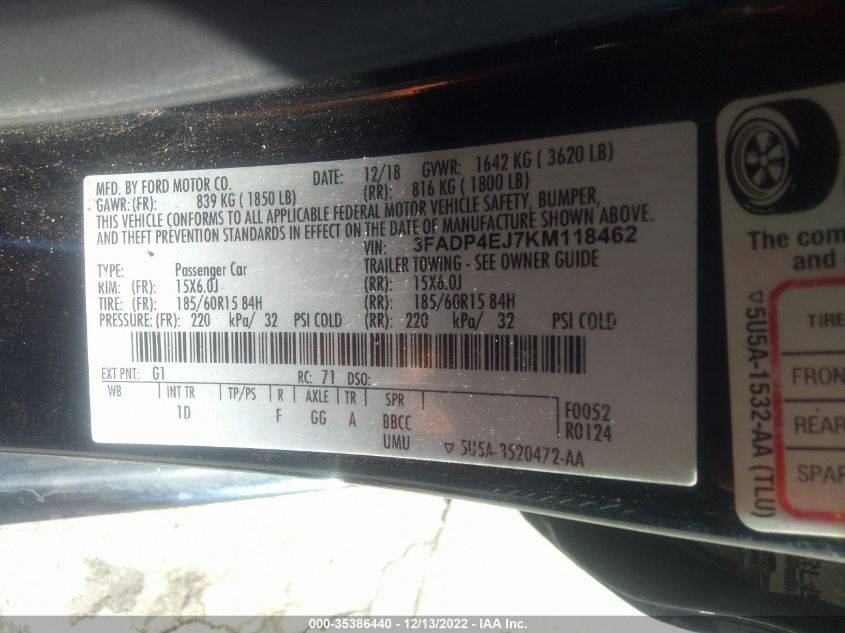 MFD. BY FORD MOTOR CO. DATE: 12/18 GVWR: 1642 KG ( 3620 LB)
GAWR: (FR): 839 KG ( 1850 LB) (RR): 816 KG ( 1800 LB)
THIS VEHICLE CONFORMS TO ALL APPLICABLE FEDERAL MOTOR VEHICLE SAFETY, BUMPER,
AND THEFT PREVENTION STANDARDS IN EFFECT ON THE DATE OF MANUFACTURE SHOWN ABOVE.
VIN: 3FADP4EJ7KM118462
TYPE: Passenger Car TRAILER TOWING - SEE OWNER GUIDE
RIM: (FR): 15X6.0J (RR): 15X6.0J
TIRE: (FR): 185/60R15 84H (RR): 185/60R15 84H
PRESSURE: (FR): 220 kPa/ 32 PSI COLD (RR): 220 kPa/ 32 PSI COLD
EXT PNT: G1 RC: 71 DSO:
WB INT TR TP/PS R AXLE TR SPR
1D F GG A BBCC F0052
UMU R0124
▽ 5U5A-3520472-AA
The com
and
TIRE
FRON
REAR
SPAR
▽5U5A-1532-AA (TLU)
000-35386440 - 12/13/2022 - IAA Inc.